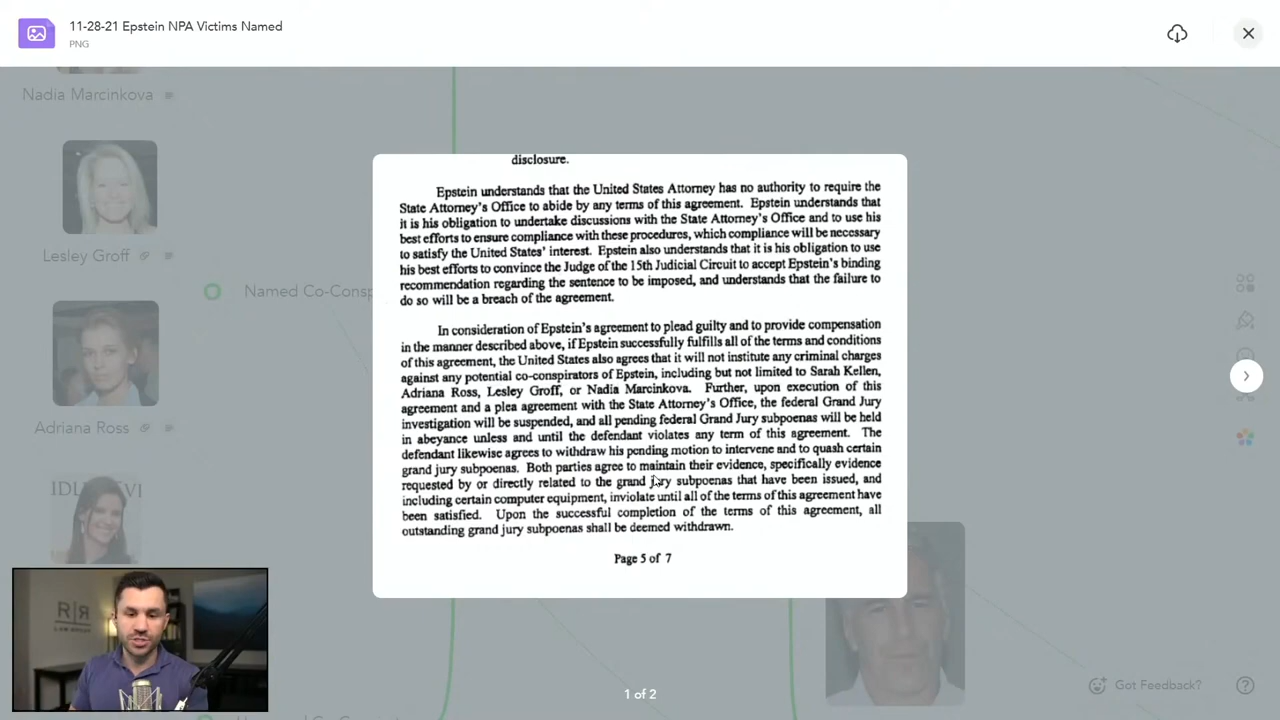 11-28-21 Epstein NPA Victims Named
PNG
Nadia Marcinkova
Lesley Groff
Named Co-Consp
Adriana Ross
disclosure.
Epstein understands that the United States Attorney has no authority to require the
State Attorney's Office to abide by any terms of this agreement. Epstein understands that
it is his obligation to undertake discussions with the State Attorney's Office and to use his
best efforts to ensure compliance with these procedures, which compliance will be necessary
to satisfy the United States' interest. Epstein also understands that it is his obligation to use
his best efforts to convince the Judge of the 15th Judicial Circuit to accept Epstein's binding
recommendation regarding the sentence to be imposed, and understands that the failure to
do so will be a breach of the agreement.
In consideration of Epstein's agreement to plead guilty and to provide compensation
in the manner described above, if Epstein successfully fulfills all of the terms and conditions
of this agreement, the United States also agrees that it will not institute any criminal charges
against any potential co-conspirators of Epstein, including but not limited to Sarah Kellen,
Adriana Ross, Lesley Groff, or Nadia Marcinkova. Further, upon execution of this
agreement and a plea agreement with the State Attorney's Office, the federal Grand Jury
investigation will be suspended, and all pending federal Grand Jury subpoenas will be held
in abeyance unless and until the defendant violates any term of this agreement. The
defendant likewise agrees to withdraw his pending motion to intervene and to quash certain
grand jury subpoenas. Both parties agree to maintain their evidence, specifically evidence
requested by or directly related to the grand jury subpoenas that have been issued, and
including certain computer equipment, inviolate until all of the terms of this agreement have
been satisfied. Upon the successful completion of the terms of this agreement, all
outstanding grand jury subpoenas shall be deemed withdrawn.
Page 5 of 7
R R
LAW GROUP
1 of 2
Got Feedback?